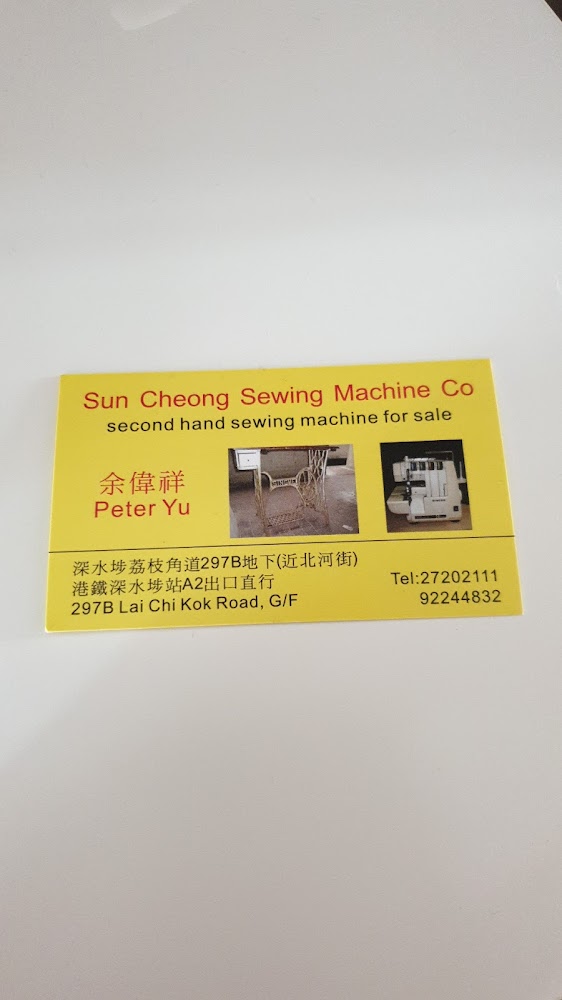 Sun Cheong Sewing Machine Co
second hand sewing machine for sale
余偉祥
Peter Yu
深水埗荔枝角道297B地下(近北河街)
港鐵深水埗站A2出口直行
297B Lai Chi Kok Road, G/F
Tel:27202111
92244832